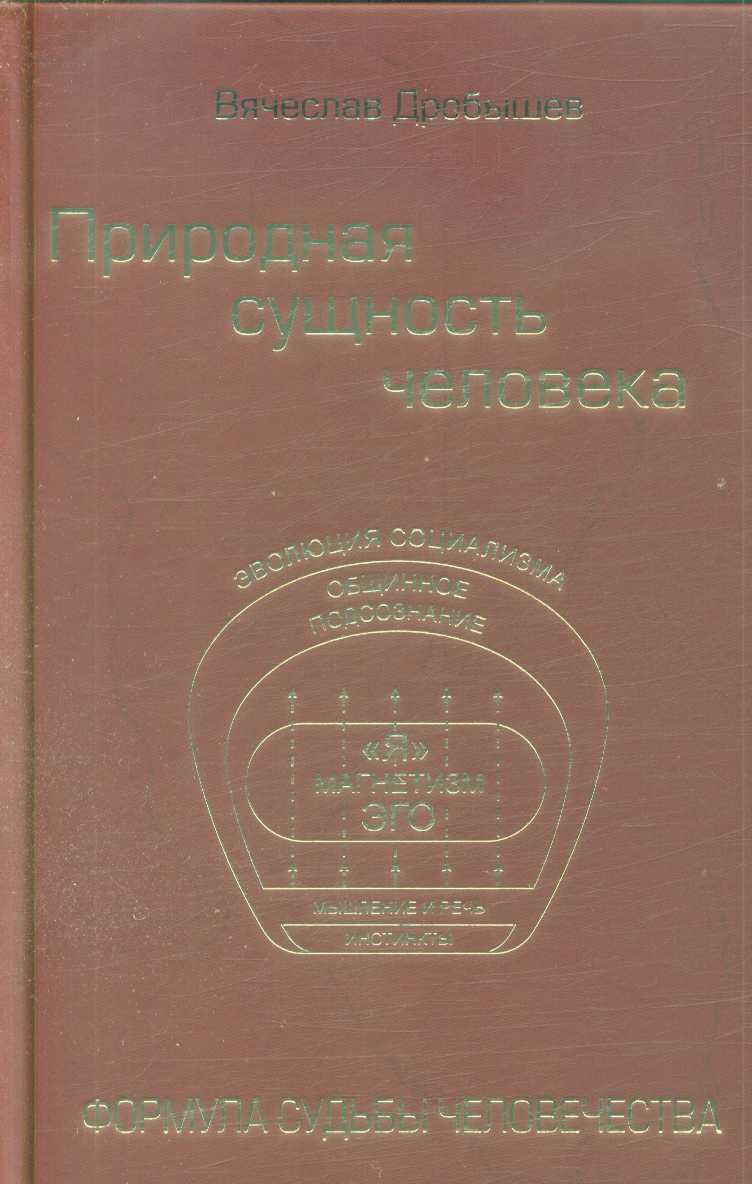 Вячеслав Дробышев
Природная
сущность
человека
ЭВОЛЮЦИЯ СОЦИАЛИЗМА
ОБЩИННОЕ
ПОДСОЗНАНИЕ
«Я»
МАГНЕТИЗМ
ЭГО
МЫШЛЕНИЕ И РЕЧЬ
ИНСТИНКТЫ
ФОРМУЛА СУДЬБЫ ЧЕЛОВЕЧЕСТВА